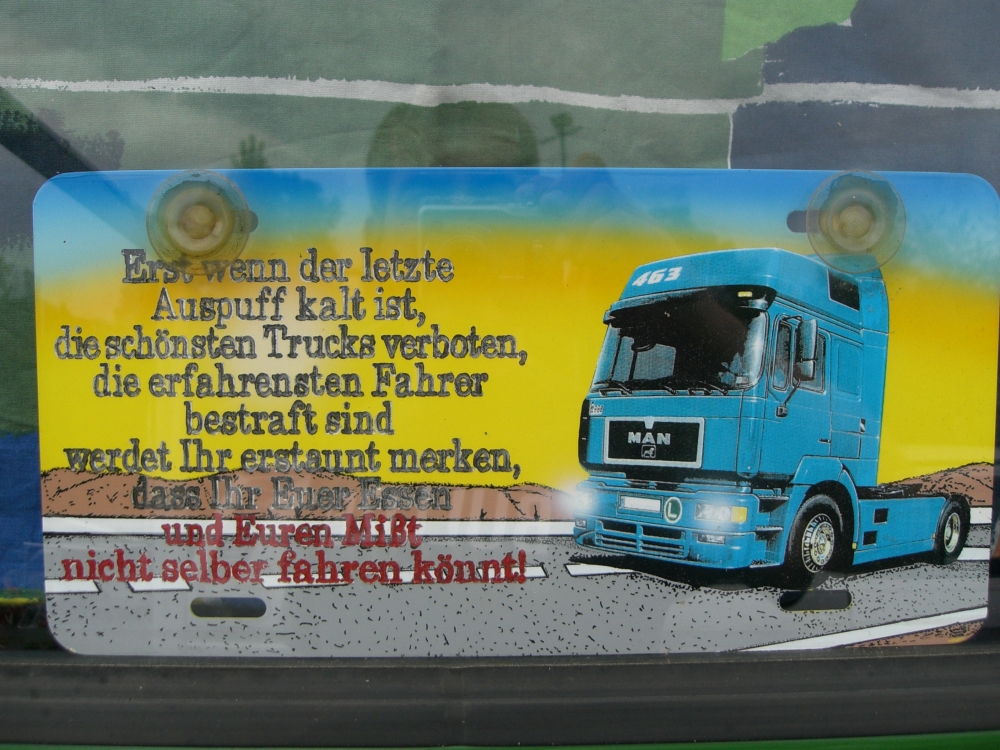 Erst wenn der letzte
Auspuff kalt ist,
die schönsten Trucks verboten,
die erfahrensten Fahrer
bestraft sind
werdet Ihr erstaunt merken,
dass Ihr Euer Essen
und Euren Mißt
nicht selber fahren könnt!
463
MAN
L